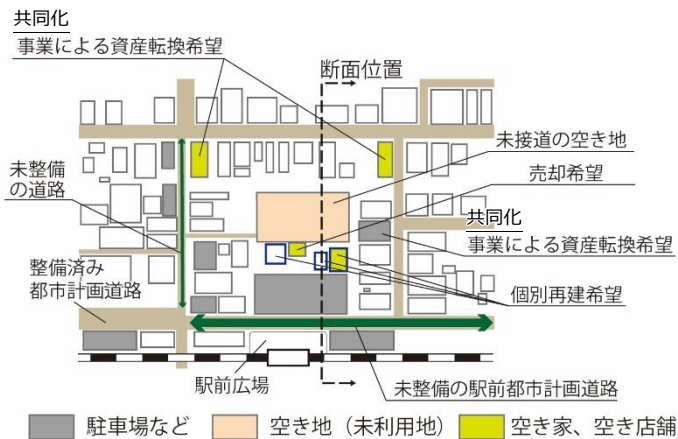 共同化
事業による資産転換希望
断面位置
未接道の空き地
売却希望
未整備
の道路
共同化
事業による資産転換希望
整備済み
都市計画道路
個別再建希望
駅前広場
未整備の駅前都市計画道路
駐車場など
空き地（未利用地）
空き家、空き店舗